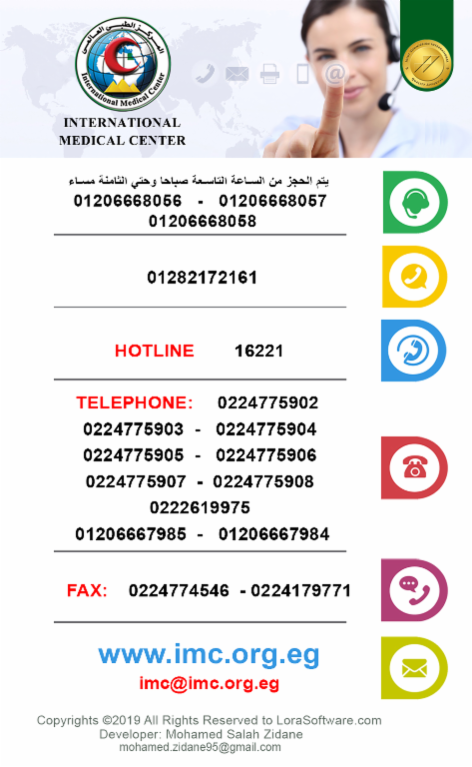 المركز الطبي العالمي
International Medical Center
INTERNATIONAL
MEDICAL CENTER
يتم الحجز من الساعة التاسعة صباحا وحتي الثامنة مساء
01206668056 - 01206668057
01206668058
01282172161
HOTLINE 16221
TELEPHONE: 0224775902
0224775903 - 0224775904
0224775905 - 0224775906
0224775907 - 0224775908
0222619975
01206667985 - 01206667984
FAX: 0224774546 - 0224179771
www.imc.org.eg
imc@imc.org.eg
Copyrights ©2019 All Rights Reserved to LoraSoftware.com
Developer: Mohamed Salah Zidane
mohamed.zidane95@gmail.com